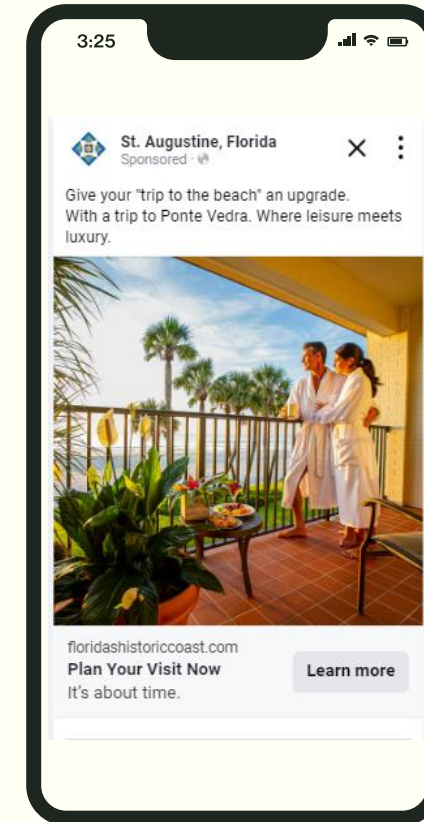 3:25
St. Augustine, Florida
Sponsored ·
Give your "trip to the beach" an upgrade.
With a trip to Ponte Vedra. Where leisure meets
luxury.
floridashistoriccoast.com
Plan Your Visit Now
Learn more
It's about time.